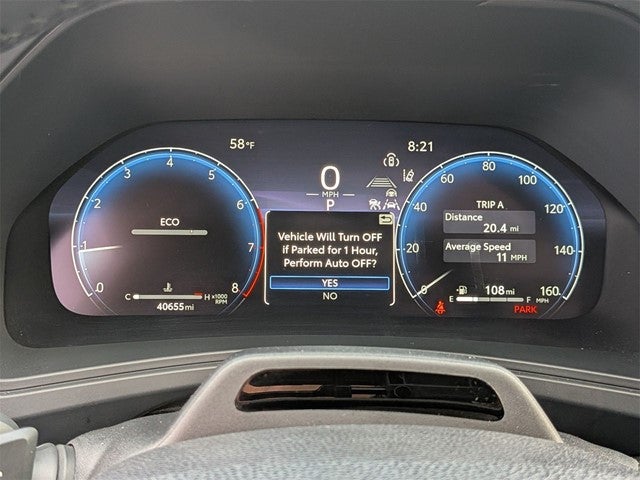 58°F
8:21
0
MPH
P
0
1
2
3
4
5
6
7
8
ECO
C
H
x1000
RPM
40655 mi
Vehicle Will Turn OFF
if Parked for 1 Hour,
Perform Auto OFF?
YES
NO
0
20
40
60
80
100
120
140
160
MPH
TRIP A
Distance
20.4 mi
Average Speed
11 MPH
108 mi
E
F
PARK